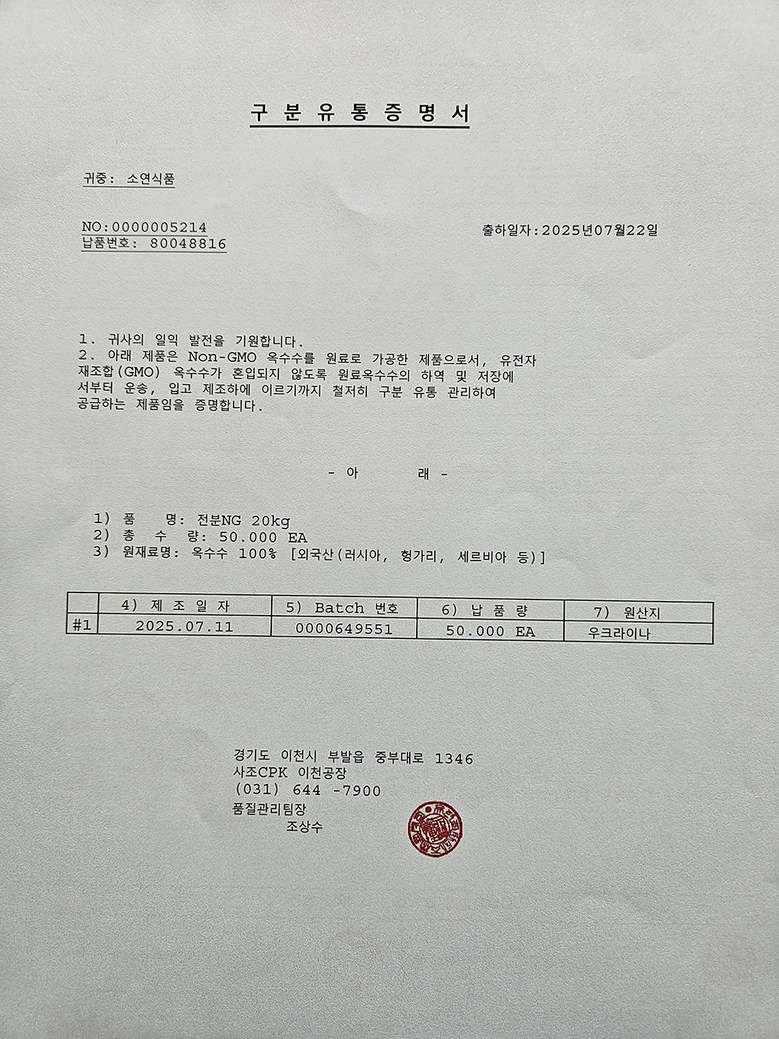 구분유통증명서
귀중: 소연식품
NO:0000005214
출하일자:2025년07월22일
납품번호: 80048816
1. 귀사의 일익 발전을 기원합니다.
2. 아래 제품은 Non-GMO 옥수수를 원료로 가공한 제품으로서, 유전자
재조합(GMO) 옥수수가 혼입되지 않도록 원료옥수수의 하역 및 저장에
서부터 운송, 입고 제조하에 이르기까지 철저히 구분 유통 관리하여
공급하는 제품임을 증명합니다.
- 아 래 -
1) 품 명: 전분NG 20kg
2) 총 수 량: 50.000 EA
3) 원재료명: 옥수수 100% [외국산(러시아, 헝가리, 세르비아 등)]
4) 제 조 일 자 5) Batch 번호 6) 납 품 량 7) 원산지
#1 2025.07.11 0000649551 50.000 EA 우크라이나
경기도 이천시 부발읍 중부대로 1346
사조CPK 이천공장
(031) 644 -7900
품질관리팀장
조상수